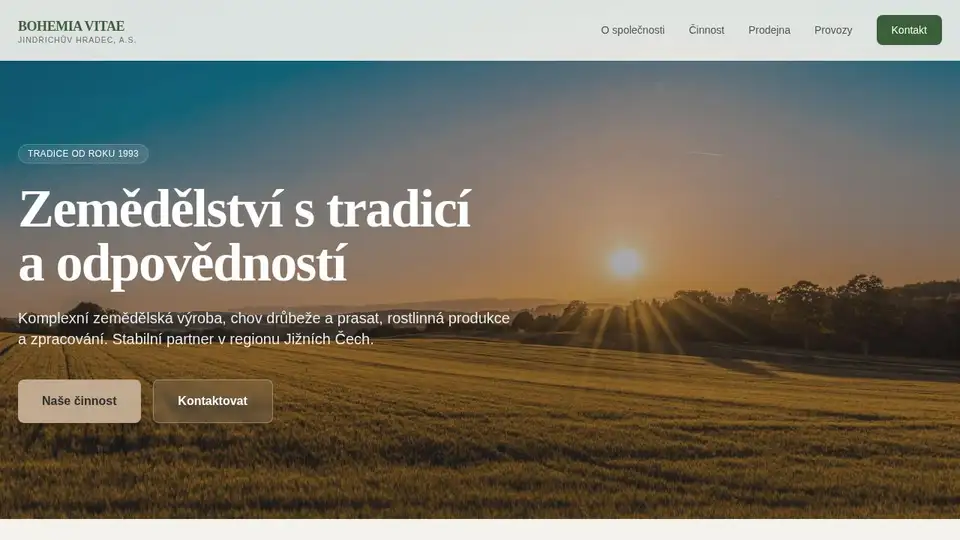 BOHEMIA VITAE
JINDRICHŮV HRADEC, A.S.
O společnosti
Činnost
Prodejna
Provozy
Kontakt
TRADICE OD ROKU 1993
Zemědělství s tradicí
a odpovědností
Komplexní zemědělská výroba, chov drůbeže a prasat, rostlinná produkce
a zpracování. Stabilní partner v regionu Jižních Čech.
Naše činnost
Kontaktovat